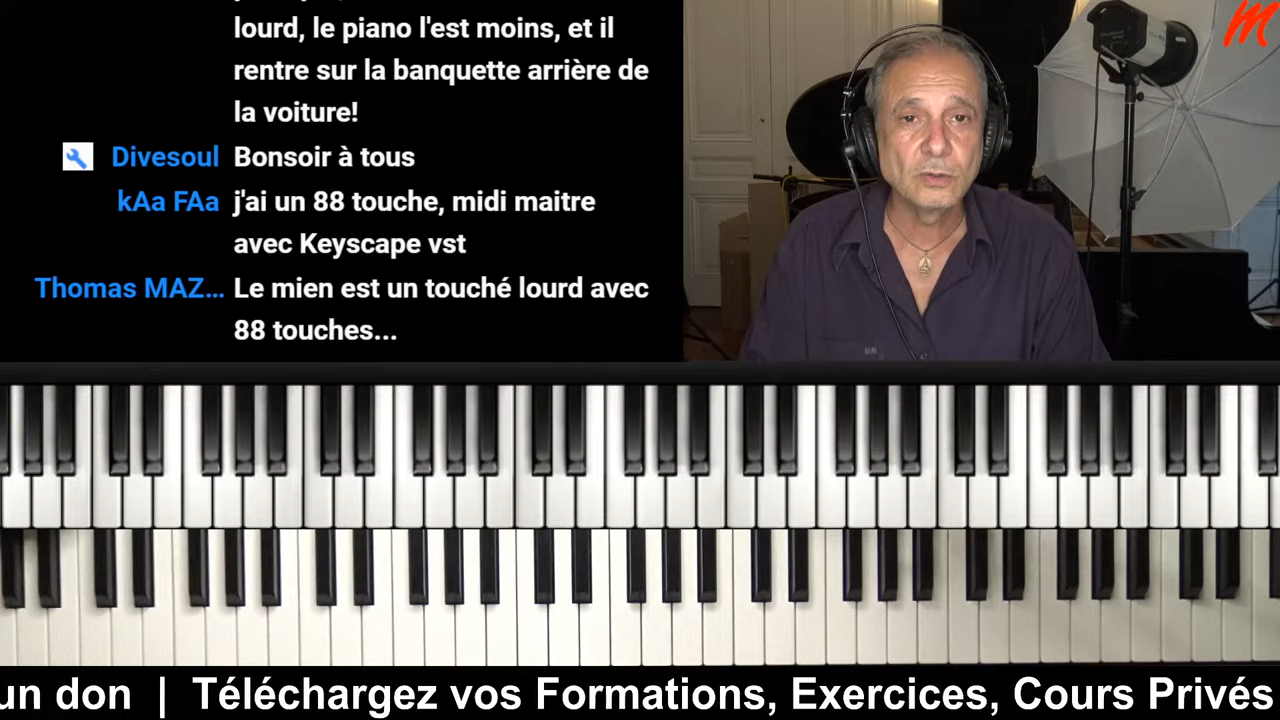 lourd, le piano l'est moins, et il
rentre sur la banquette arrière de
la voiture!
Divesoul Bonsoir à tous
kAa FAa j'ai un 88 touche, midi maitre
avec Keyscape vst
Thomas MAZ... Le mien est un touché lourd avec
88 touches...
un don | Téléchargez vos Formations, Exercices, Cours Privés